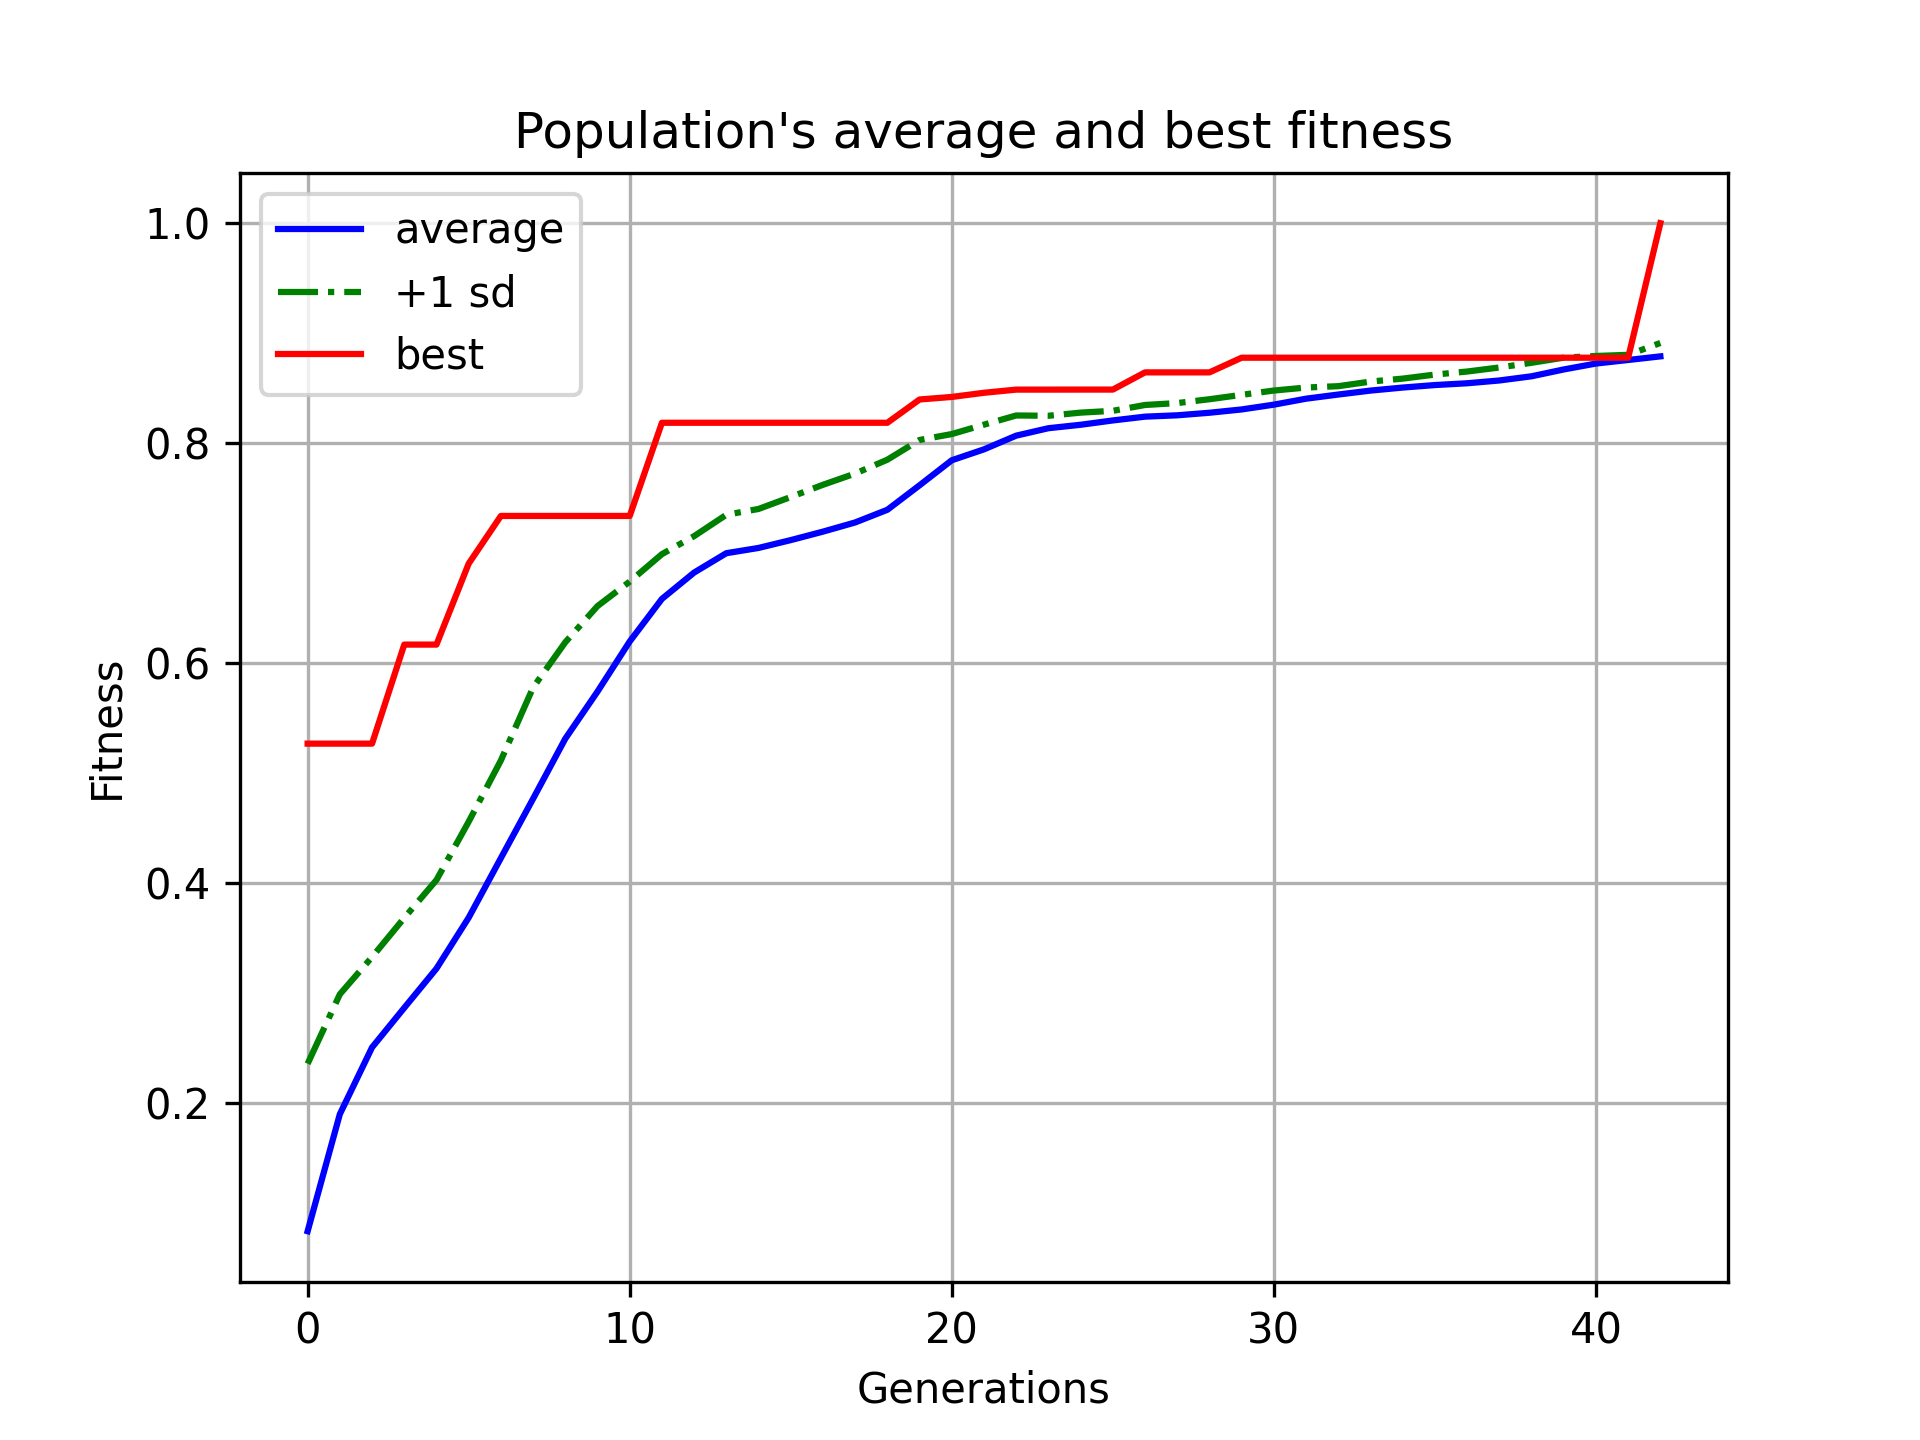 Population's average and best fitness
average
+1 sd
best
Fitness
1.0
0.8
0.6
0.4
0.2
0 10 20 30 40
Generations